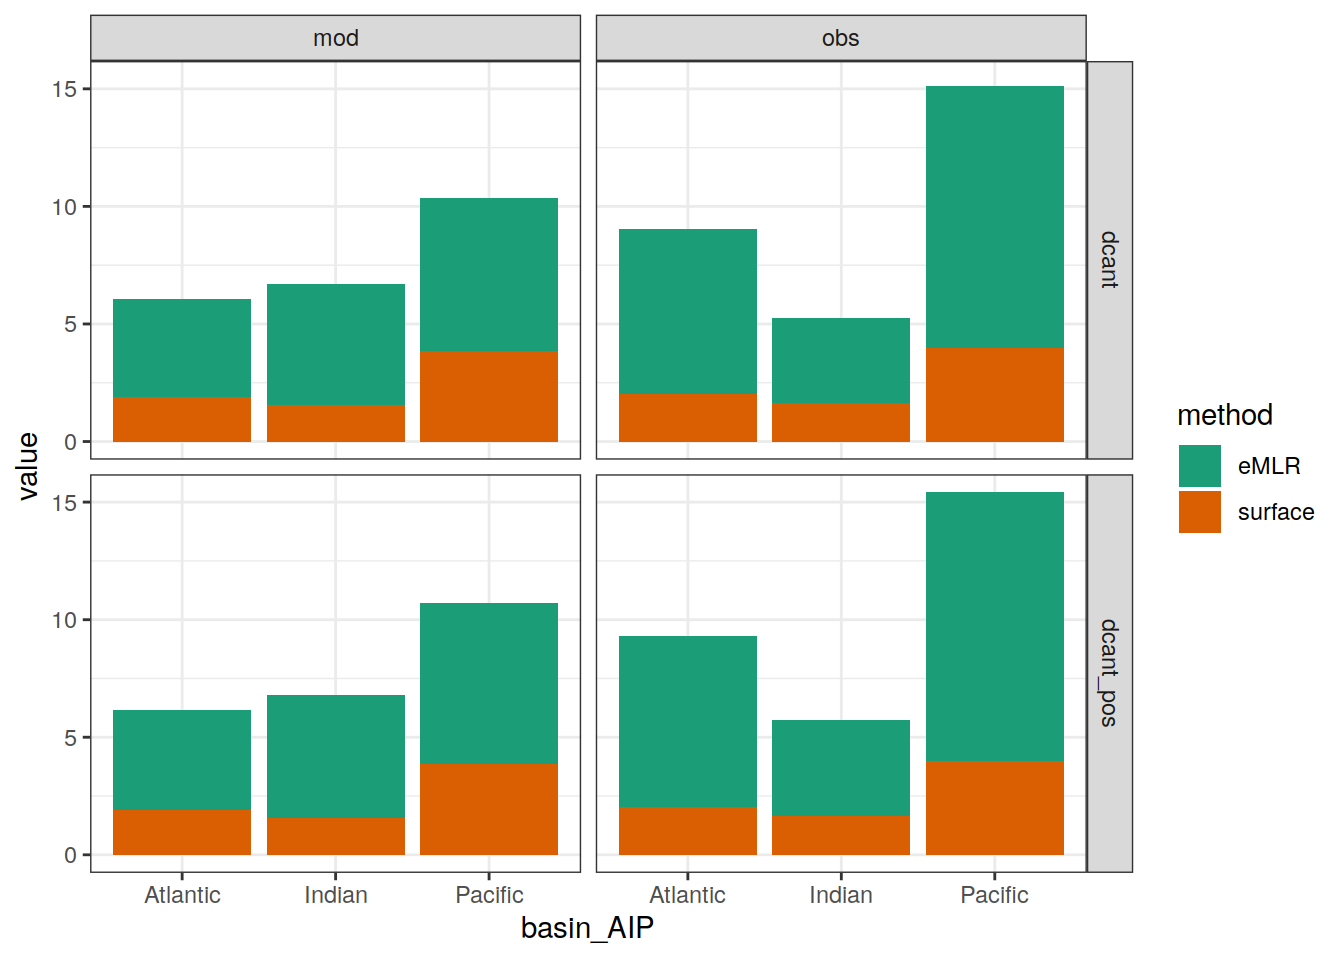 mod
obs
15
10
5
0
dcant
15
10
5
0
dcant_pos
value
Atlantic
Indian
Pacific
Atlantic
Indian
Pacific
basin_AIP
method
eMLR
surface